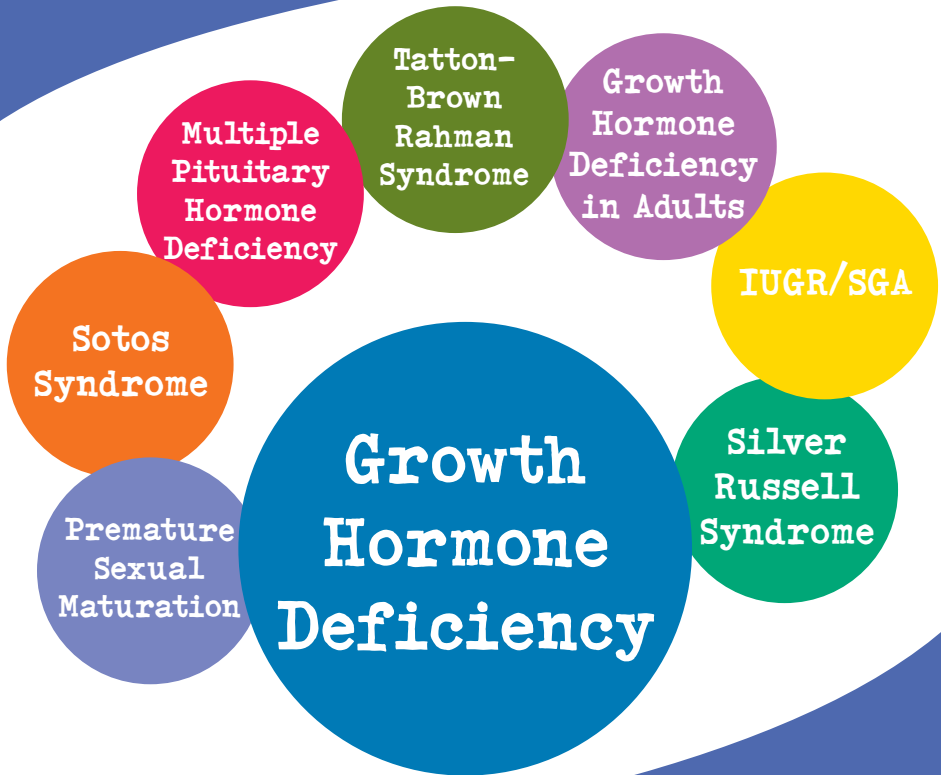 Tatton-
Brown
Rahman
Syndrome
Growth
Hormone
Deficiency
in Adults
Multiple
Pituitary
Hormone
Deficiency
IUGR/SGA
Sotos
Syndrome
Silver
Russell
Syndrome
Premature
Sexual
Maturation
Growth
Hormone
Deficiency